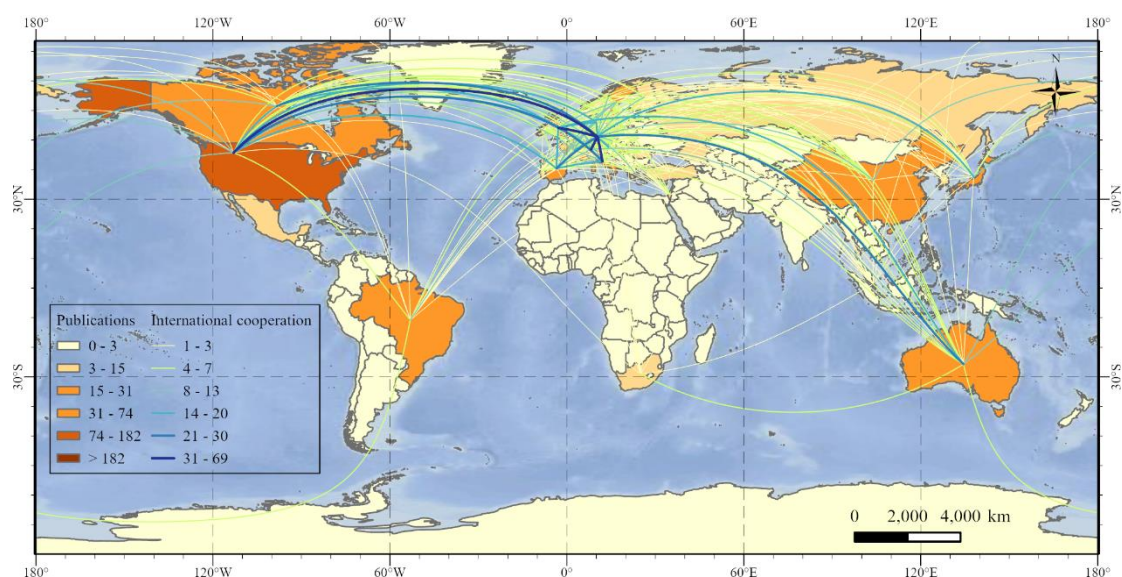 180° 120°W 60°W 0° 60°E 120°E 180°
N
30°N 30°N
Publications International cooperation
0 - 3 1 - 3
3 - 15 4 - 7
15 - 31 8 - 13
31 - 74 14 - 20
74 - 182 21 - 30
> 182 31 - 69
30°S 30°S
0 2,000 4,000 km
180° 120°W 60°W 0° 60°E 120°E 180°